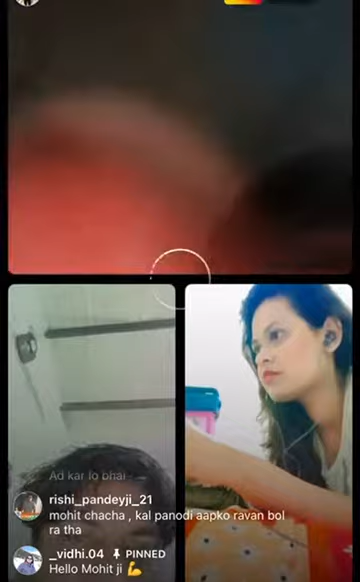 Ad kar lo bhai
rishi_pandeyji_21
mohit chacha , kal panodi aapko ravan bol
ra tha
_vidhi.04 PINNED
Hello Mohit ji 💪